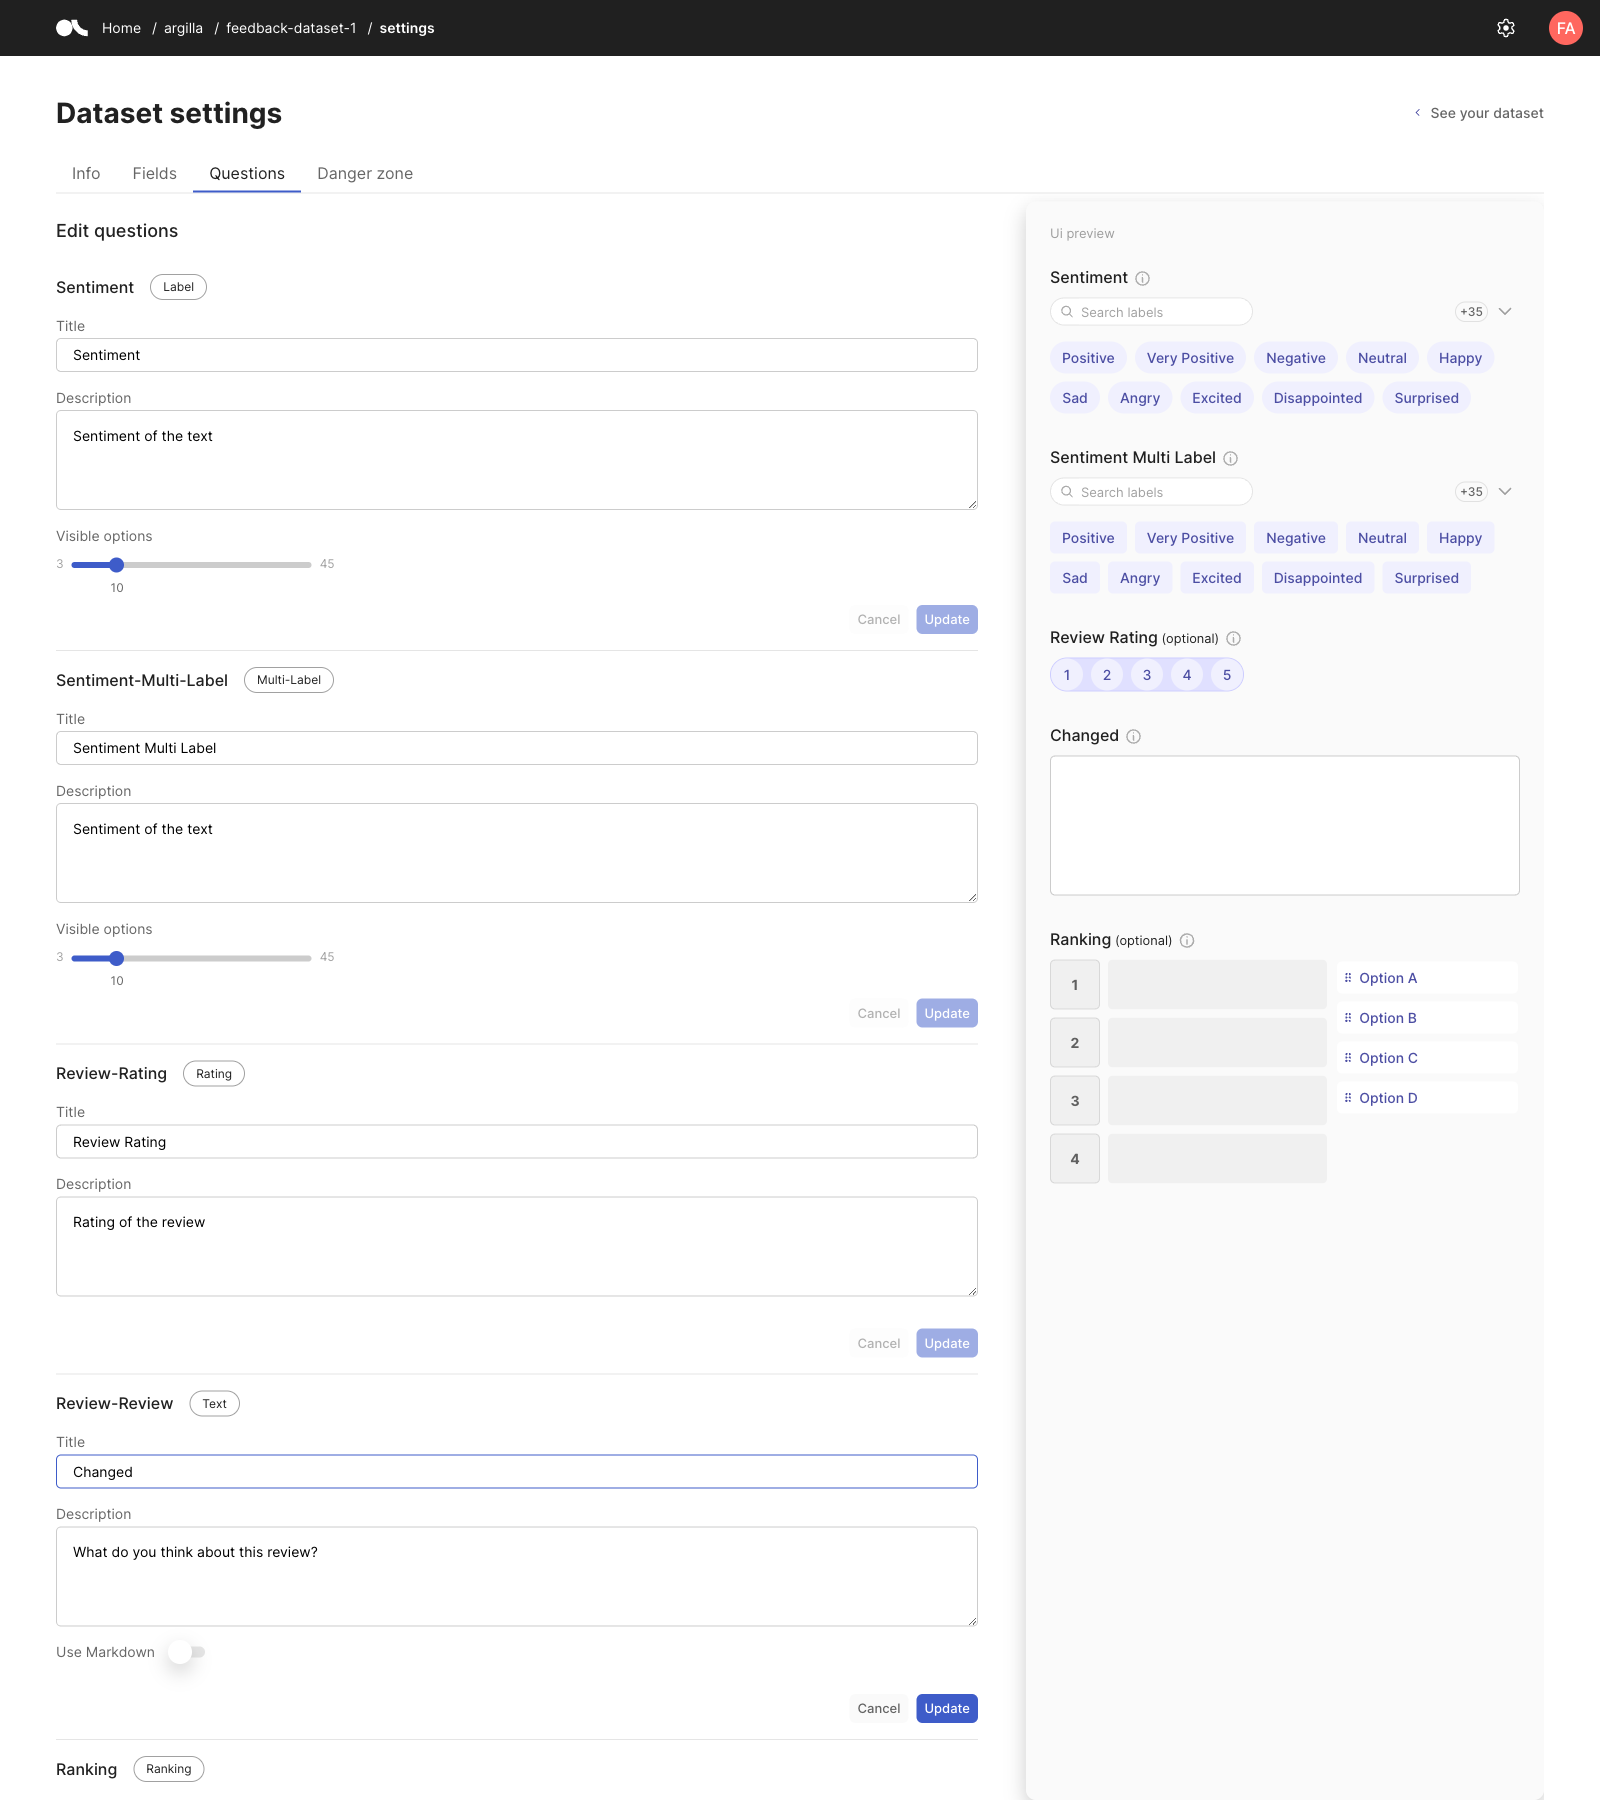 Home / argilla / feedback-dataset-1 / settings
FA
Dataset settings
See your dataset
Info Fields Questions Danger zone
Edit questions
Sentiment Label
Title
Sentiment
Description
Sentiment of the text
Visible options
3 45
10
Cancel Update
Sentiment-Multi-Label Multi-Label
Title
Sentiment Multi Label
Description
Sentiment of the text
Visible options
3 45
10
Cancel Update
Review-Rating Rating
Title
Review Rating
Description
Rating of the review
Cancel Update
Review-Review Text
Title
Changed
Description
What do you think about this review?
Use Markdown
Cancel Update
Ranking Ranking
Ui preview
Sentiment
Search labels +35
Positive Very Positive Negative Neutral Happy
Sad Angry Excited Disappointed Surprised
Sentiment Multi Label
Search labels +35
Positive Very Positive Negative Neutral Happy
Sad Angry Excited Disappointed Surprised
Review Rating (optional)
1 2 3 4 5
Changed
Ranking (optional)
1
2
3
4
Option A
Option B
Option C
Option D